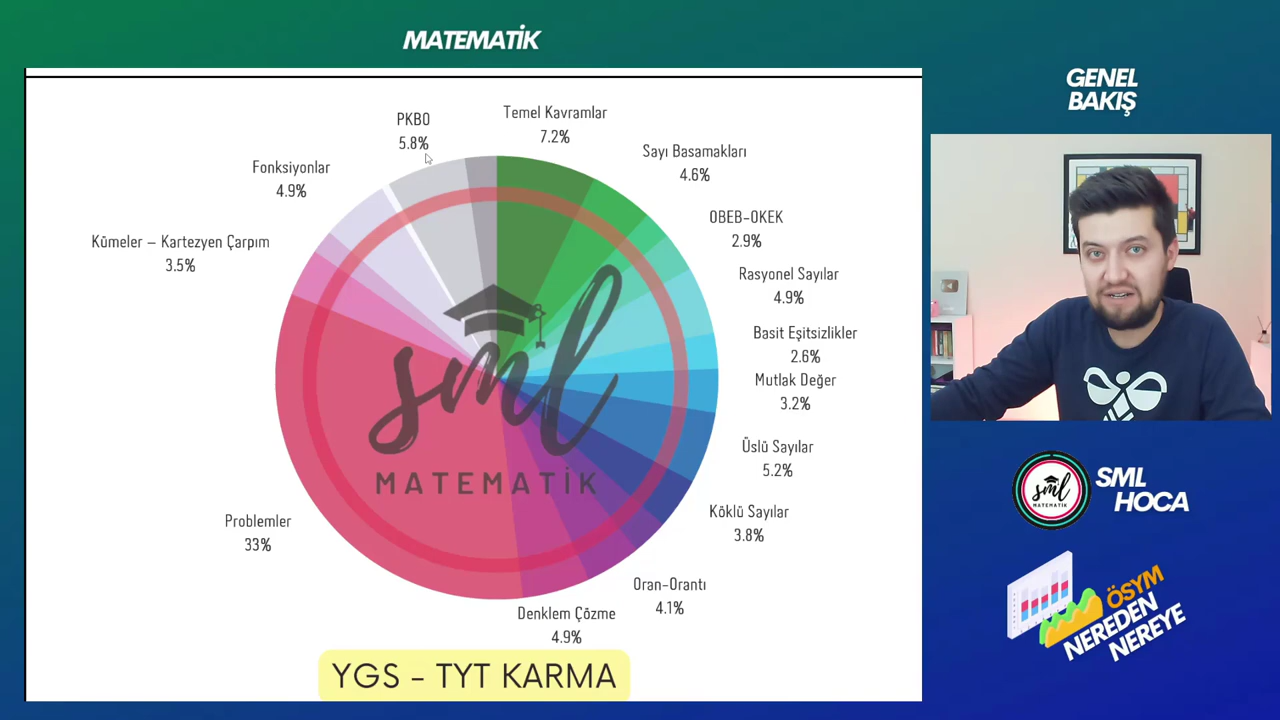 MATEMATİK
GENEL
BAKIŞ
PKBO
5.8%
Temel Kavramlar
7.2%
Sayı Basamakları
4.6%
Fonksiyonlar
4.9%
OBEB-OKEK
2.9%
Kümeler – Kartezyen Çarpım
3.5%
Rasyonel Sayılar
4.9%
Basit Eşitsizlikler
2.6%
Mutlak Değer
3.2%
Üslü Sayılar
5.2%
Köklü Sayılar
3.8%
Problemler
33%
Oran-Orantı
4.1%
Denklem Çözme
4.9%
sml
MATEMATİK
YGS - TYT KARMA
sml
MATEMATİK
SML
HOCA
ÖSYM
NEREDEN
NEREYE